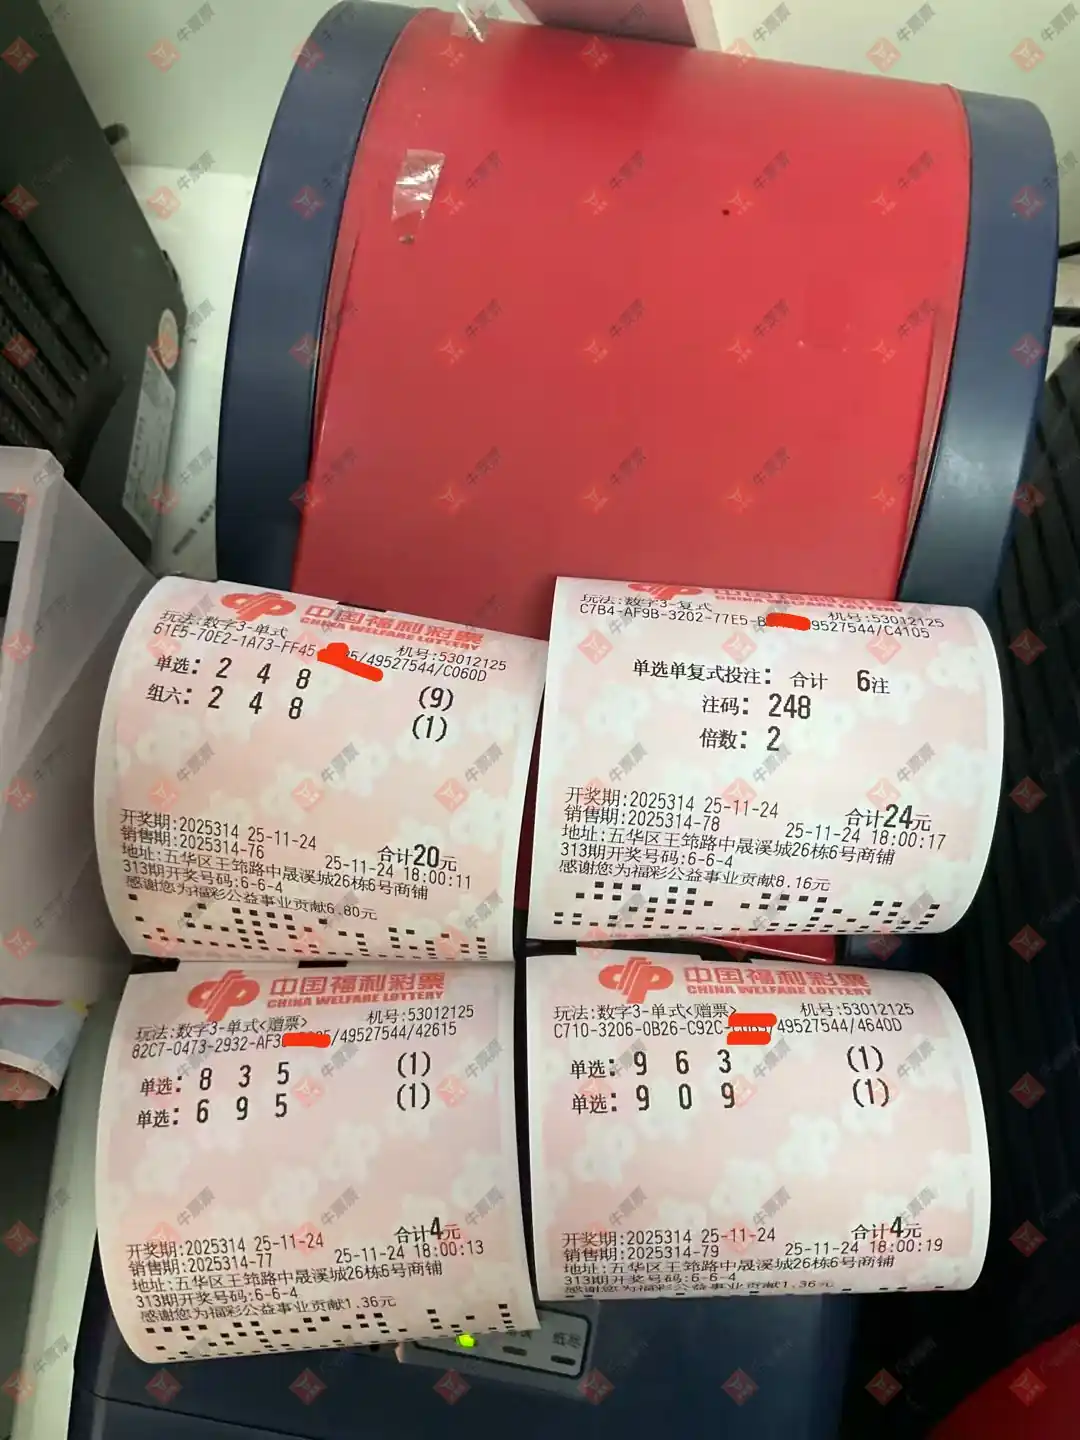 中国福利彩票
CHINA WELFARE LOTTERY
玩法:数字3-单式 机号:53012125
61E5-70E2-1A73-FF45 /49527544/C060D
单选: 2 4 8 (9)
组六: 2 4 8 (1)
开奖期:2025314 25-11-24 合计20元
销售期:2025314-76 25-11-24 18:00:11
地址:五华区王筇路中晟溪城26栋6号商铺
313期开奖号码:6-6-4
感谢您为福彩公益事业贡献6.80元
CHINA WELFARE LOTTERY
玩法:数字3-复式 机号:53012125
C7B4-AF9B-3202-77E5- 49527544/C4105
单选单复式投注: 合计 6注
注码: 248
倍数: 2
开奖期:2025314 25-11-24 合计24元
销售期:2025314-78 25-11-24 18:00:17
地址:五华区王筇路中晟溪城26栋6号商铺
313期开奖号码:6-6-4
感谢您为福彩公益事业贡献8.16元
中国福利彩票
CHINA WELFARE LOTTERY
玩法:数字3-单式<赠票> 机号:53012125
82C7-0473-2932- /49527544/42615
单选: 8 3 5 (1)
单选: 6 9 5 (1)
开奖期:2025314 25-11-24 合计4元
销售期:2025314-77 25-11-24 18:00:13
地址:五华区王筇路中晟溪城26栋6号商铺
313期开奖号码:6-6-4
感谢您为福彩公益事业贡献1.36元
中国福利彩票
CHINA WELFARE LOTTERY
玩法:数字3-单式<赠票> 机号:53012125
C710-3206-0B26-C92C- /49527544/4640D
单选: 9 6 3 (1)
单选: 9 0 9 (1)
开奖期:2025314 25-11-24 合计4元
销售期:2025314-79 25-11-24 18:00:19
地址:五华区王筇路中晟溪城26栋6号商铺
313期开奖号码:6-6-4
感谢您为福彩公益事业贡献1.36元
牛票票